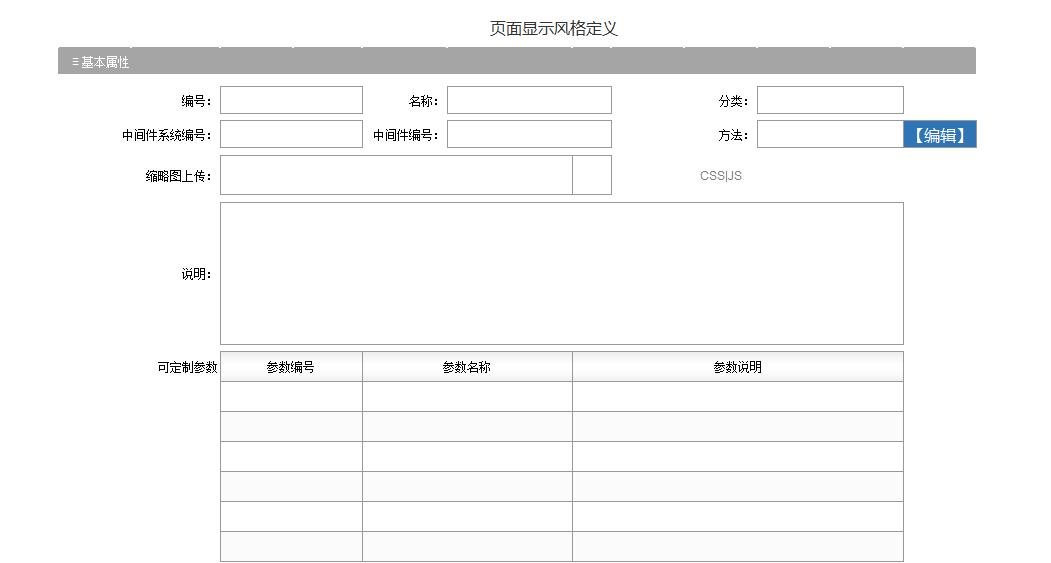 页面显示风格定义
≡基本属性
编号： 名称： 分类：
中间件系统编号： 中间件编号： 方法： 【编辑】
缩略图上传： CSS|JS
说明：
可定制参数 参数编号 参数名称 参数说明